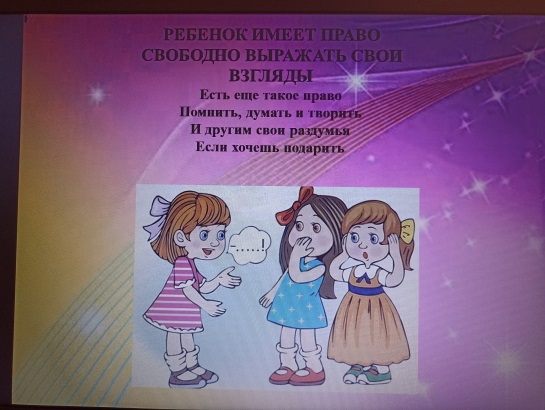 РЕБЕНОК ИМЕЕТ ПРАВО
СВОБОДНО ВЫРАЖАТЬ СВОИ
ВЗГЛЯДЫ
Есть еще такое право
Помнить, думать и творить
И другим свои раздумья
Если хочешь подарить
-......!